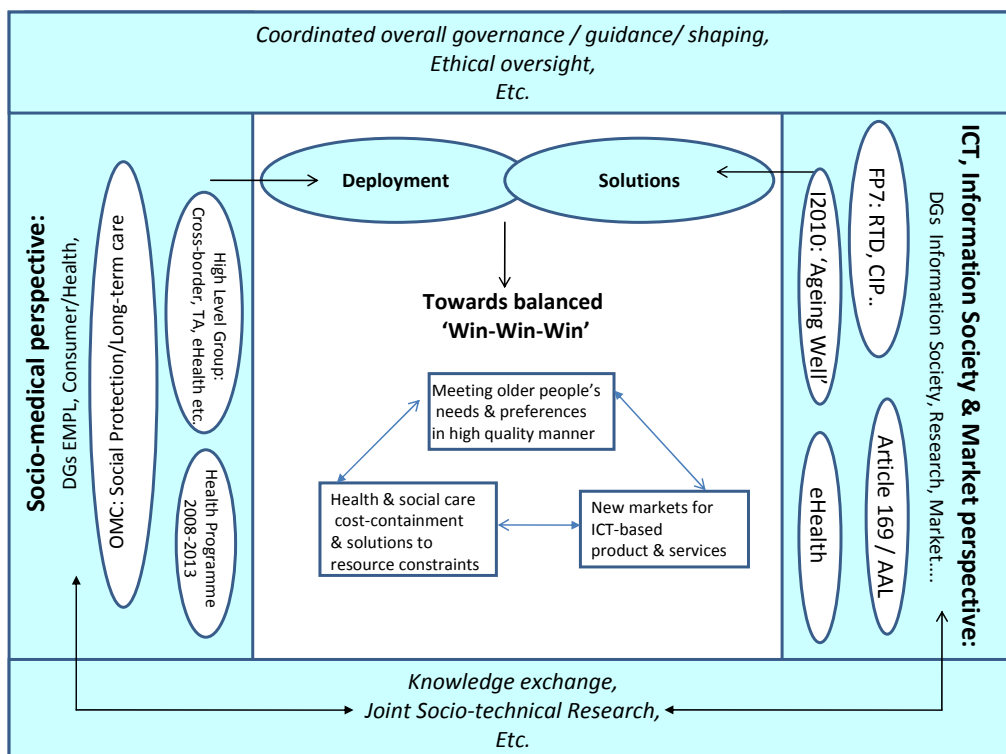 Coordinated overall governance / guidance/ shaping,
Ethical oversight,
Etc.
Socio-medical perspective:
DGs EMPL, Consumer/Health,
OMC: Social Protection/Long-term care
High Level Group:
Cross-border, TA, eHealth etc.
Health Programme
2008-2013
Deployment
Solutions
Towards balanced
‘Win-Win-Win’
Meeting older people’s
needs & preferences
in high quality manner
Health & social care
cost-containment
& solutions to
resource constraints
New markets for
ICT-based
product & services
I2010: ‘Ageing Well’
FP7: RTD, CIP..
eHealth
Article 169 / AAL
ICT, Information Society & Market perspective:
DGs Information Society, Research, Market....
Knowledge exchange,
Joint Socio-technical Research,
Etc.